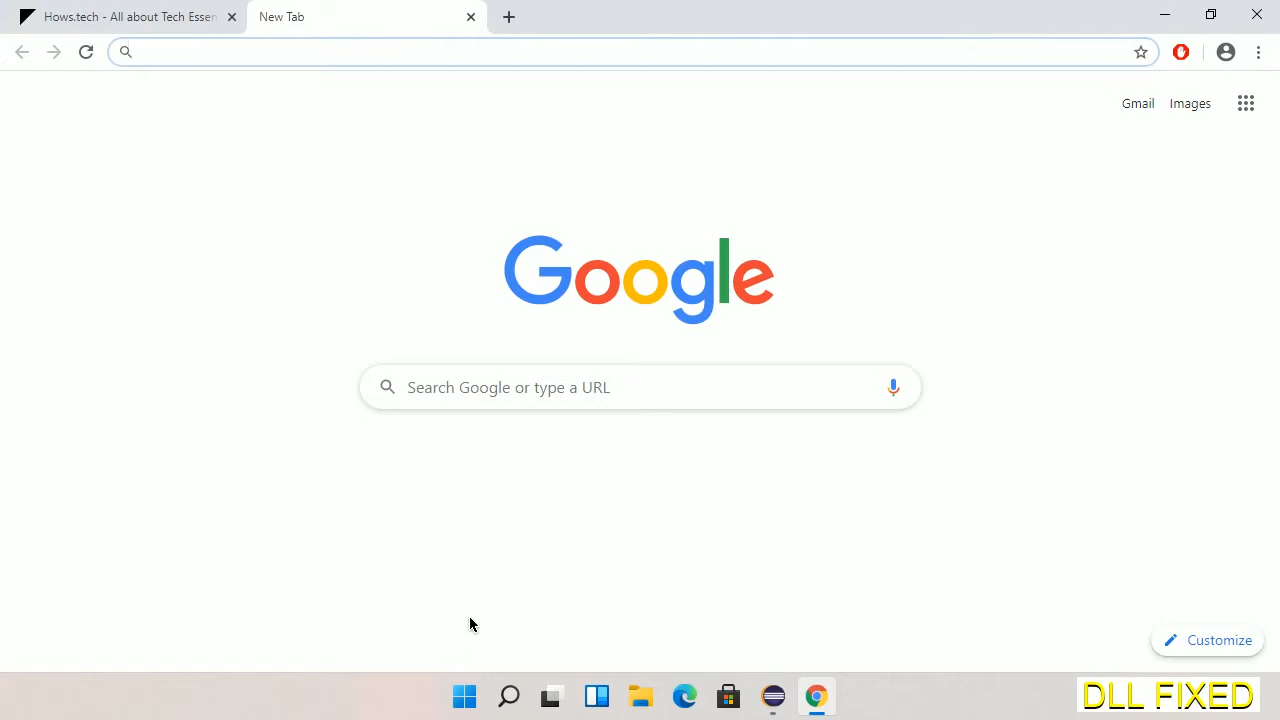 Hows.tech - All about Tech Essen
New Tab
Gmail
Images
Google
Search Google or type a URL
Customize
DLL FIXED